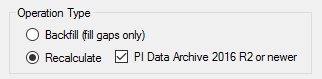 Operation Type
Backfill (fill gaps only)
Recalculate PI Data Archive 2016 R2 or newer